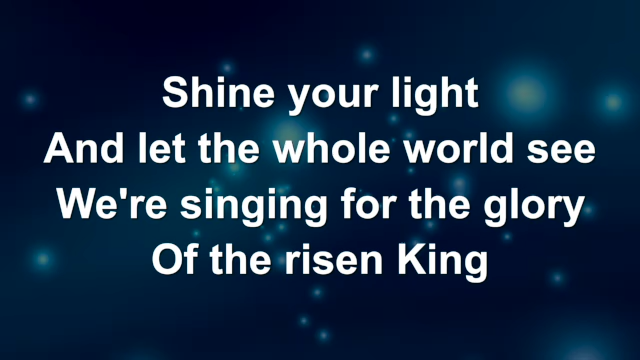 Shine your light
And let the whole world see
We're singing for the glory
Of the risen King